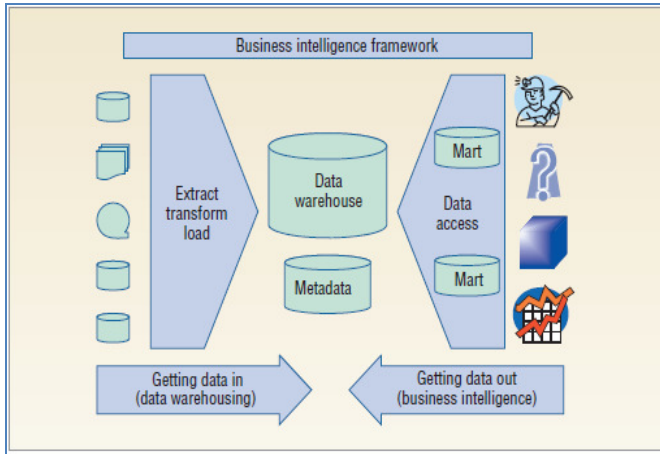 Business intelligence framework
Extract
transform
load
Data
warehouse
Metadata
Mart
Data
access
Mart
Getting data in
(data warehousing)
Getting data out
(business intelligence)